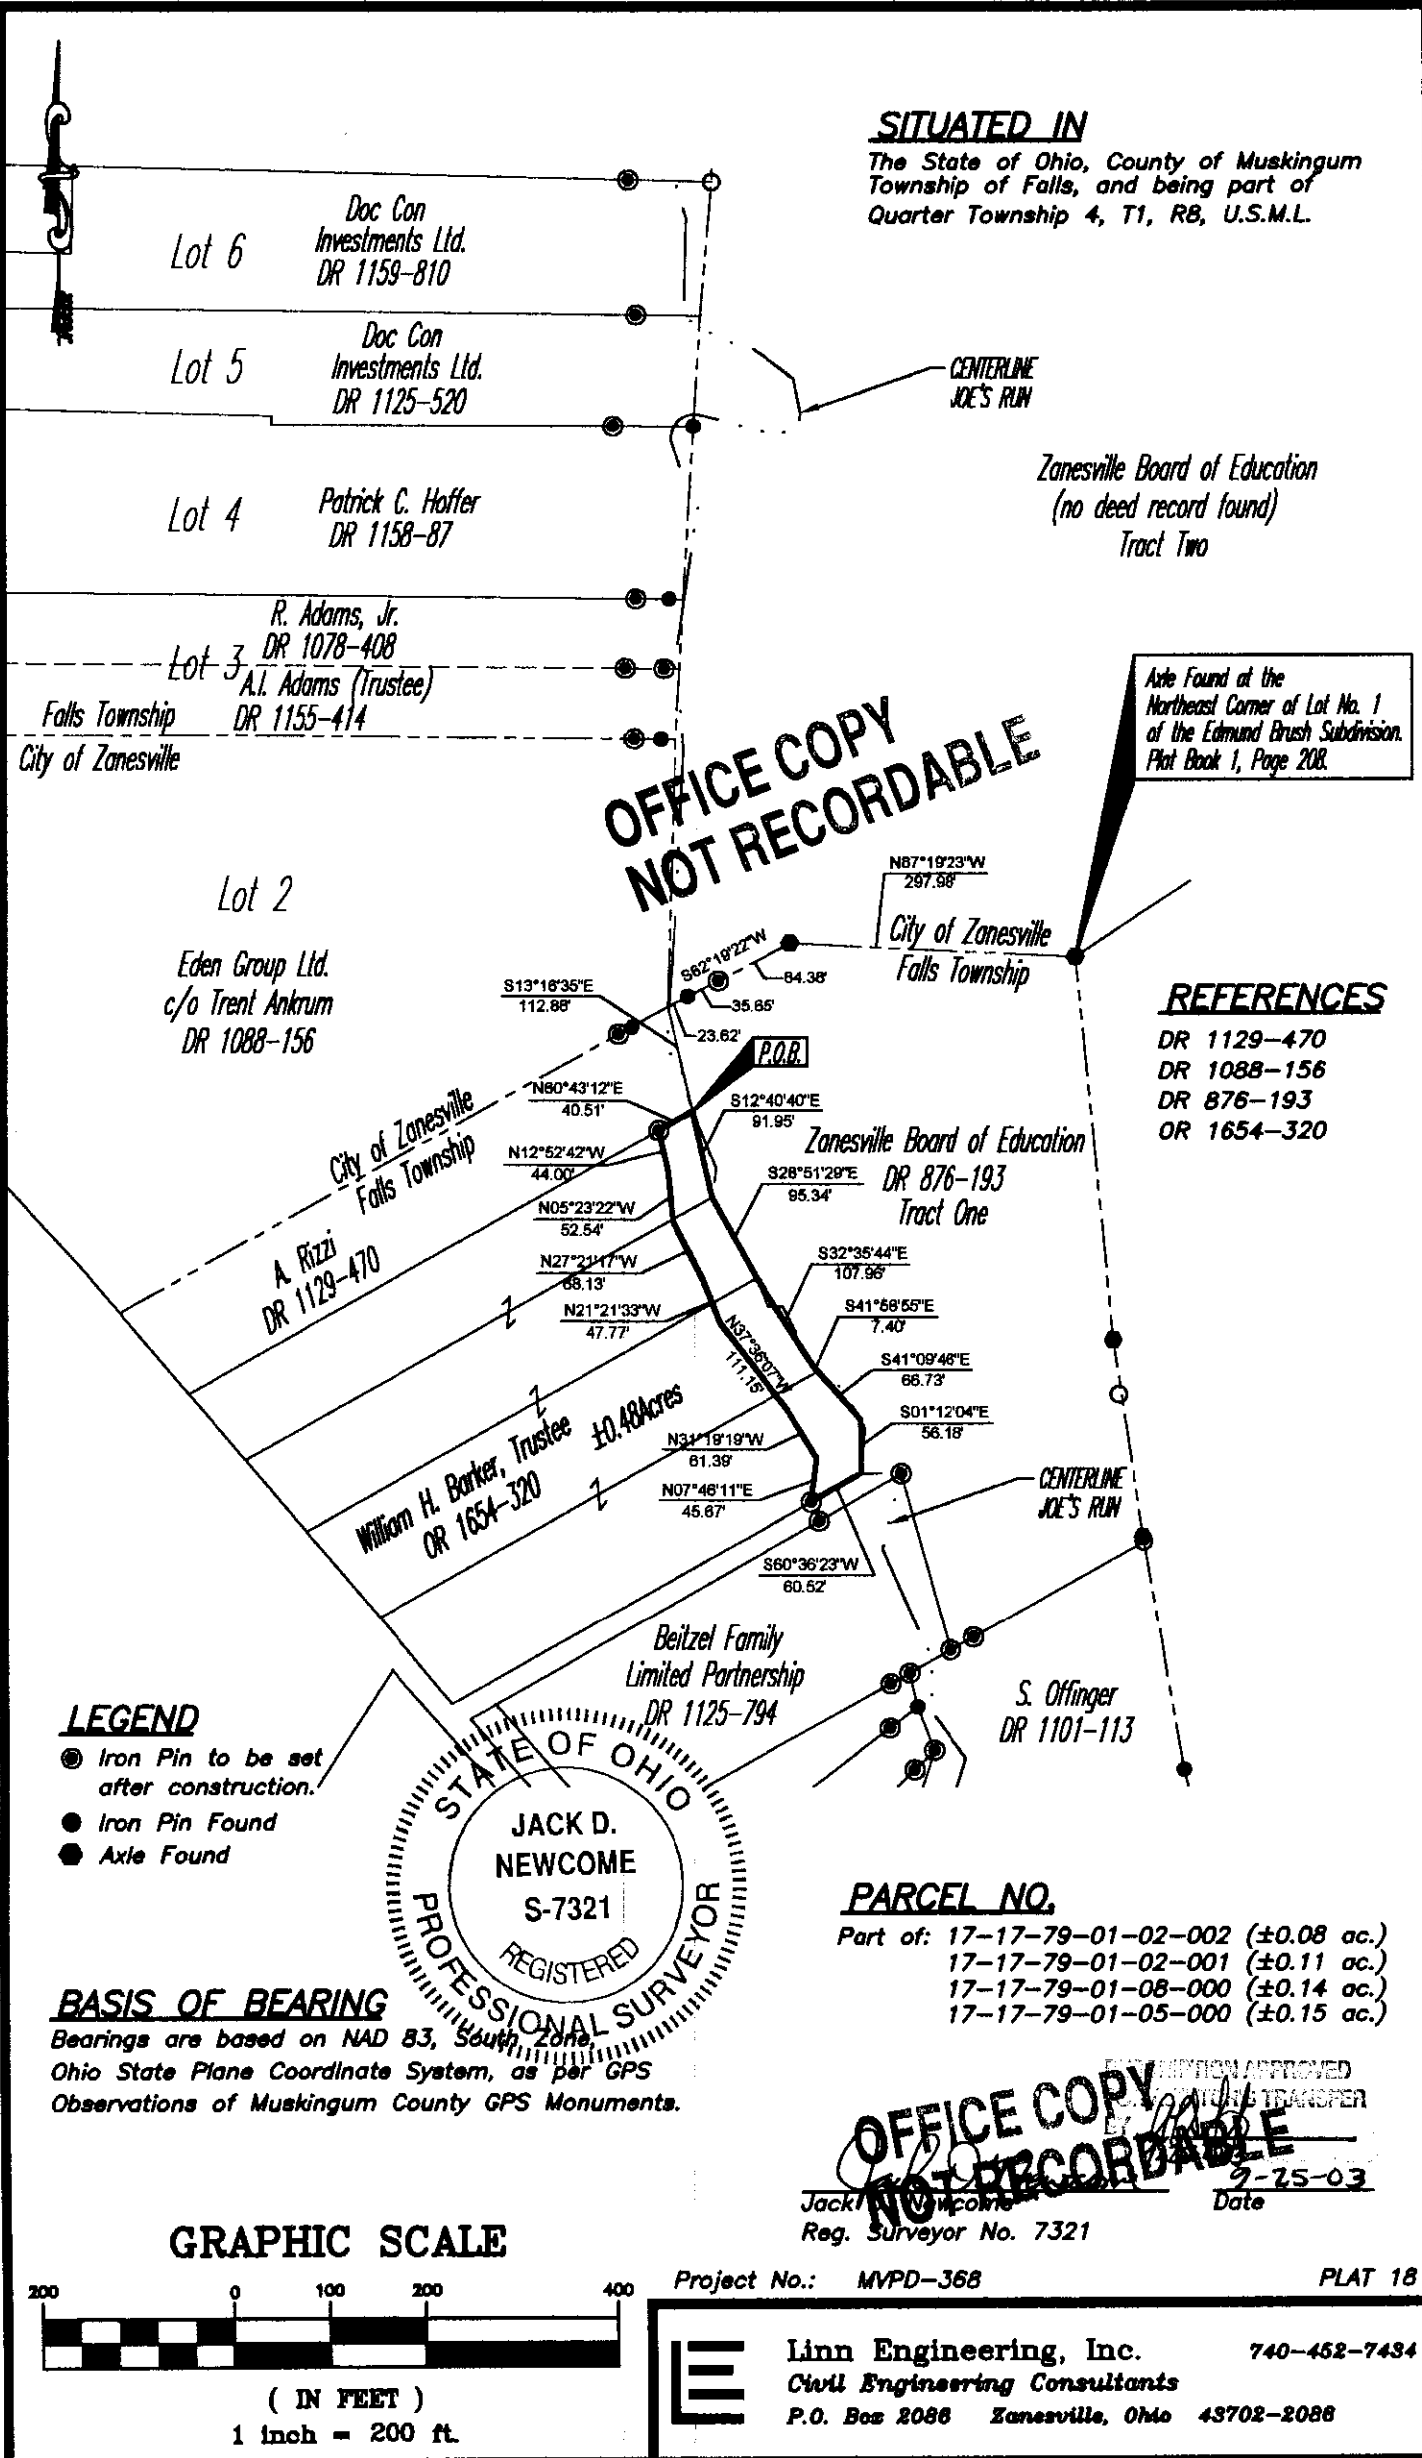 SITUATED IN
The State of Ohio, County of Muskingum
Township of Falls, and being part of
Quarter Township 4, T1, R8, U.S.M.L.
Lot 6
Doc Con
Investments Ltd.
DR 1159-810
Lot 5
Doc Con
Investments Ltd.
DR 1125-520
CENTERLINE
JOE'S RUN
Lot 4
Patrick C. Hoffer
DR 1158-87
Zanesville Board of Education
(no deed record found)
Tract Two
Lot 3
R. Adams, Jr.
DR 1078-408
A.I. Adams (Trustee)
DR 1155-414
Falls Township
City of Zanesville
Axle Found at the
Northeast Corner of Lot No. 1
of the Edmund Brush Subdivision.
Plat Book 1, Page 208.
OFFICE COPY
NOT RECORDABLE
Lot 2
Eden Group Ltd.
c/o Trent Ankrum
DR 1088-156
N87°19'23"W
297.98'
City of Zanesville
Falls Township
S62°19'22"W
84.38'
35.65'
23.62'
S13°16'35"E
112.88'
P.O.B.
REFERENCES
DR 1129-470
DR 1088-156
DR 876-193
OR 1654-320
N60°43'12"E
40.51'
S12°40'40"E
91.95'
City of Zanesville
Falls Township
N12°52'42"W
44.00'
Zanesville Board of Education
DR 876-193
Tract One
S28°51'29"E
95.34'
N05°23'22"W
52.54'
A. Rizzi
DR 1129-470
N27°21'17"W
68.13'
S32°35'44"E
107.96'
N21°21'33"W
47.77'
S41°58'55"E
7.40'
N37°36'07"W
111.15'
S41°09'46"E
66.73'
William H. Barker, Trustee
OR 1654-320
±0.48Acres
S01°12'04"E
56.18'
N31°19'19"W
61.39'
N07°46'11"E
45.67'
CENTERLINE
JOE'S RUN
S60°36'23"W
60.52'
Beitzel Family
Limited Partnership
DR 1125-794
S. Offinger
DR 1101-113
LEGEND
Iron Pin to be set
after construction.
Iron Pin Found
Axle Found
STATE OF OHIO
JACK D.
NEWCOME
S-7321
REGISTERED
PROFESSIONAL SURVEYOR
PARCEL NO.
Part of: 17-17-79-01-02-002 (±0.08 ac.)
17-17-79-01-02-001 (±0.11 ac.)
17-17-79-01-08-000 (±0.14 ac.)
17-17-79-01-05-000 (±0.15 ac.)
BASIS OF BEARING
Bearings are based on NAD 83, South Zone,
Ohio State Plane Coordinate System, as per GPS
Observations of Muskingum County GPS Monuments.
APPROVED
TRANSFER
BY
OFFICE COPY
NOT RECORDABLE
9-25-03
Jack Newcome
Date
Reg. Surveyor No. 7321
GRAPHIC SCALE
200 0 100 200 400
( IN FEET )
1 inch = 200 ft.
Project No.: MVPD-368
PLAT 18
Linn Engineering, Inc. 740-452-7434
Civil Engineering Consultants
P.O. Box 2086 Zanesville, Ohio 43702-2086